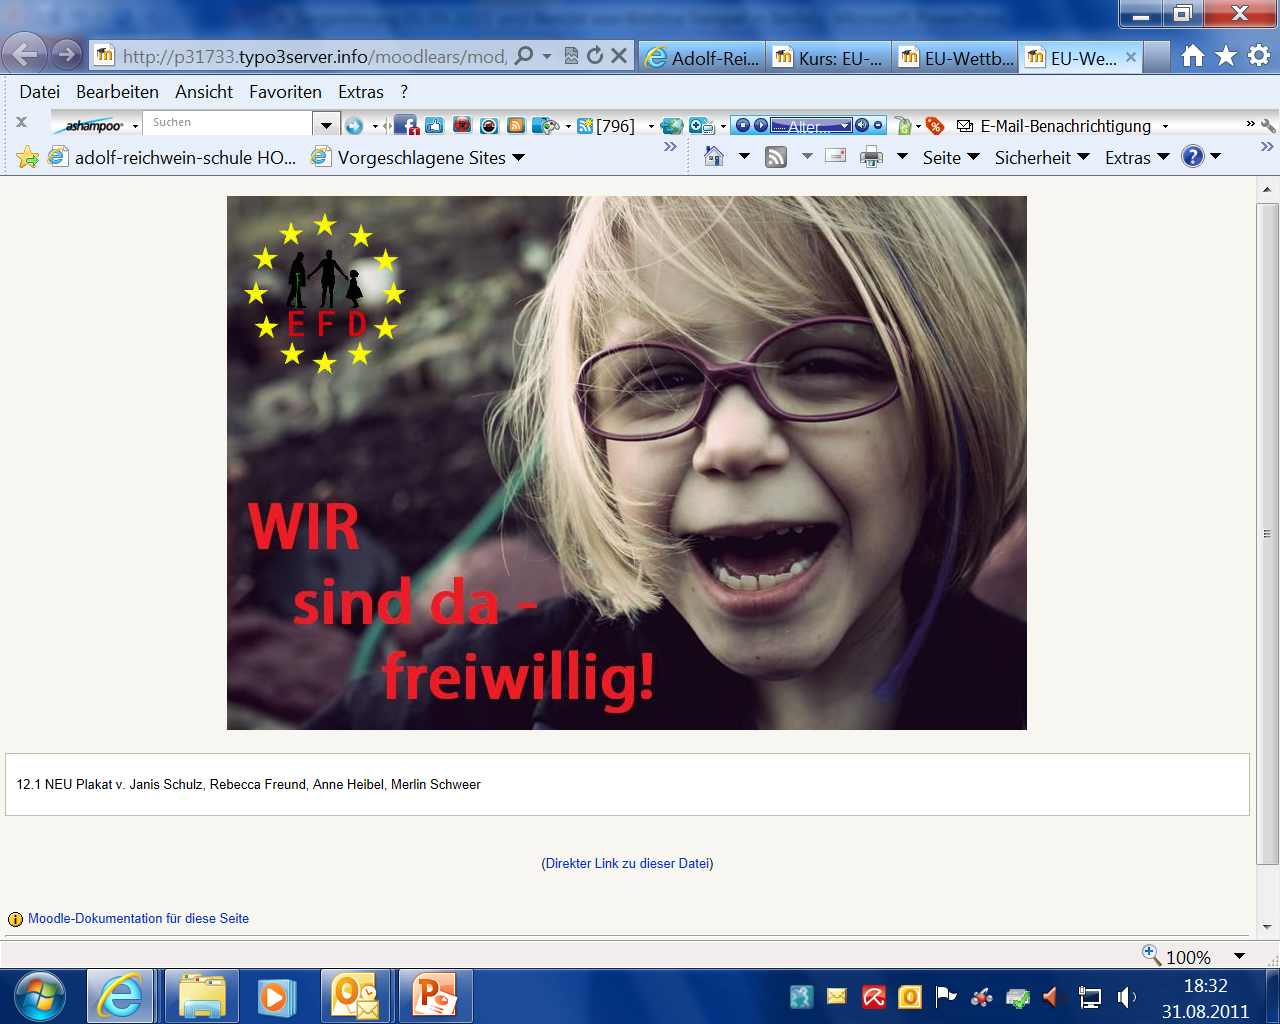 http://p31733.typo3server.info/moodlears/mod,
Adolf-Rei...
Kurs: EU-...
EU-Wettb...
EU-We...
Datei Bearbeiten Ansicht Favoriten Extras ?
ashampoo Suchen
[796]
Alter...
E-Mail-Benachrichtigung
adolf-reichwein-schule HO...
Vorgeschlagene Sites
Seite Sicherheit Extras
E F D
WIR
sind da -
freiwillig!
12.1 NEU Plakat v. Janis Schulz, Rebecca Freund, Anne Heibel, Merlin Schweer
(Direkter Link zu dieser Datei)
Moodle-Dokumentation für diese Seite
100%
18:32
31.08.2011